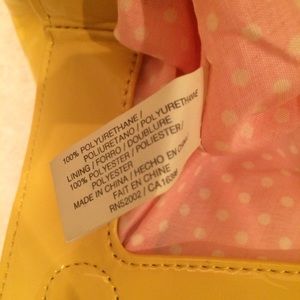 100% POLYURETHANE /
POLIURETANO / POLYURETHANE
LINING / FORRO / DOUBLURE
100% POLYESTER / POLIESTER /
POLYESTER
MADE IN CHINA / HECHO EN CHINA /
FAIT EN CHINE
RN52002 /